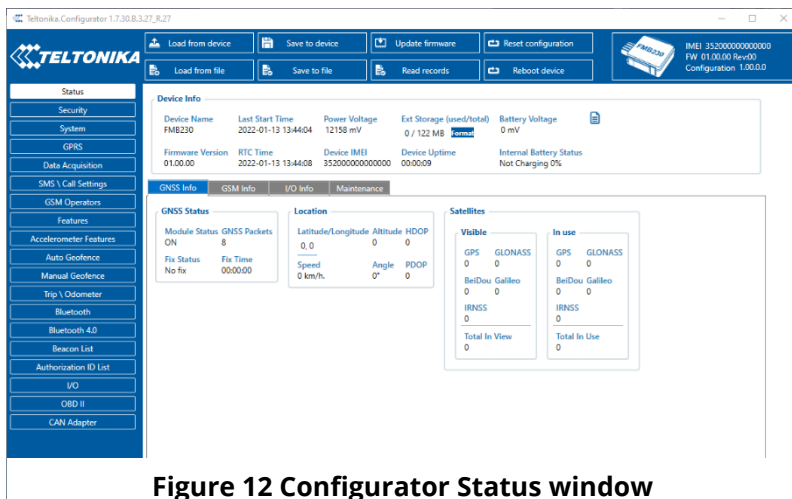 Teltonika.Configurator 1.7.30.B.3.27_R.27
TELTONIKA
Load from device
Save to device
Update firmware
Reset configuration
Load from file
Save to file
Read records
Reboot device
FMB230
IMEI 352000000000000
FW 01.00.00 Rev:00
Configuration 1.00.0.0
Status
Security
System
GPRS
Data Acquisition
SMS \ Call Settings
GSM Operators
Features
Accelerometer Features
Auto Geofence
Manual Geofence
Trip \ Odometer
Bluetooth
Bluetooth 4.0
Beacon List
Authorization ID List
I/O
OBD II
CAN Adapter
Device Info
Device Name Last Start Time Power Voltage Ext Storage (used/total) Battery Voltage
FMB230 2022-01-13 13:44:04 12158 mV 0 / 122 MB Format 0 mV
Firmware Version RTC Time Device IMEI Device Uptime Internal Battery Status
01.00.00 2022-01-13 13:44:08 352000000000000 00:00:09 Not Charging 0%
GNSS Info GSM Info I/O Info Maintenance
GNSS Status
Module Status GNSS Packets
ON 8
Fix Status Fix Time
No fix 00:00:00
Location
Latitude/Longitude Altitude HDOP
0, 0 0 0
Speed Angle PDOP
0 km/h. 0° 0
Satellites
Visible
GPS GLONASS
0 0
BeiDou Galileo
0 0
IRNSS
0
Total In View
0
In use
GPS GLONASS
0 0
BeiDou Galileo
0 0
IRNSS
0
Total In Use
0
Figure 12 Configurator Status window